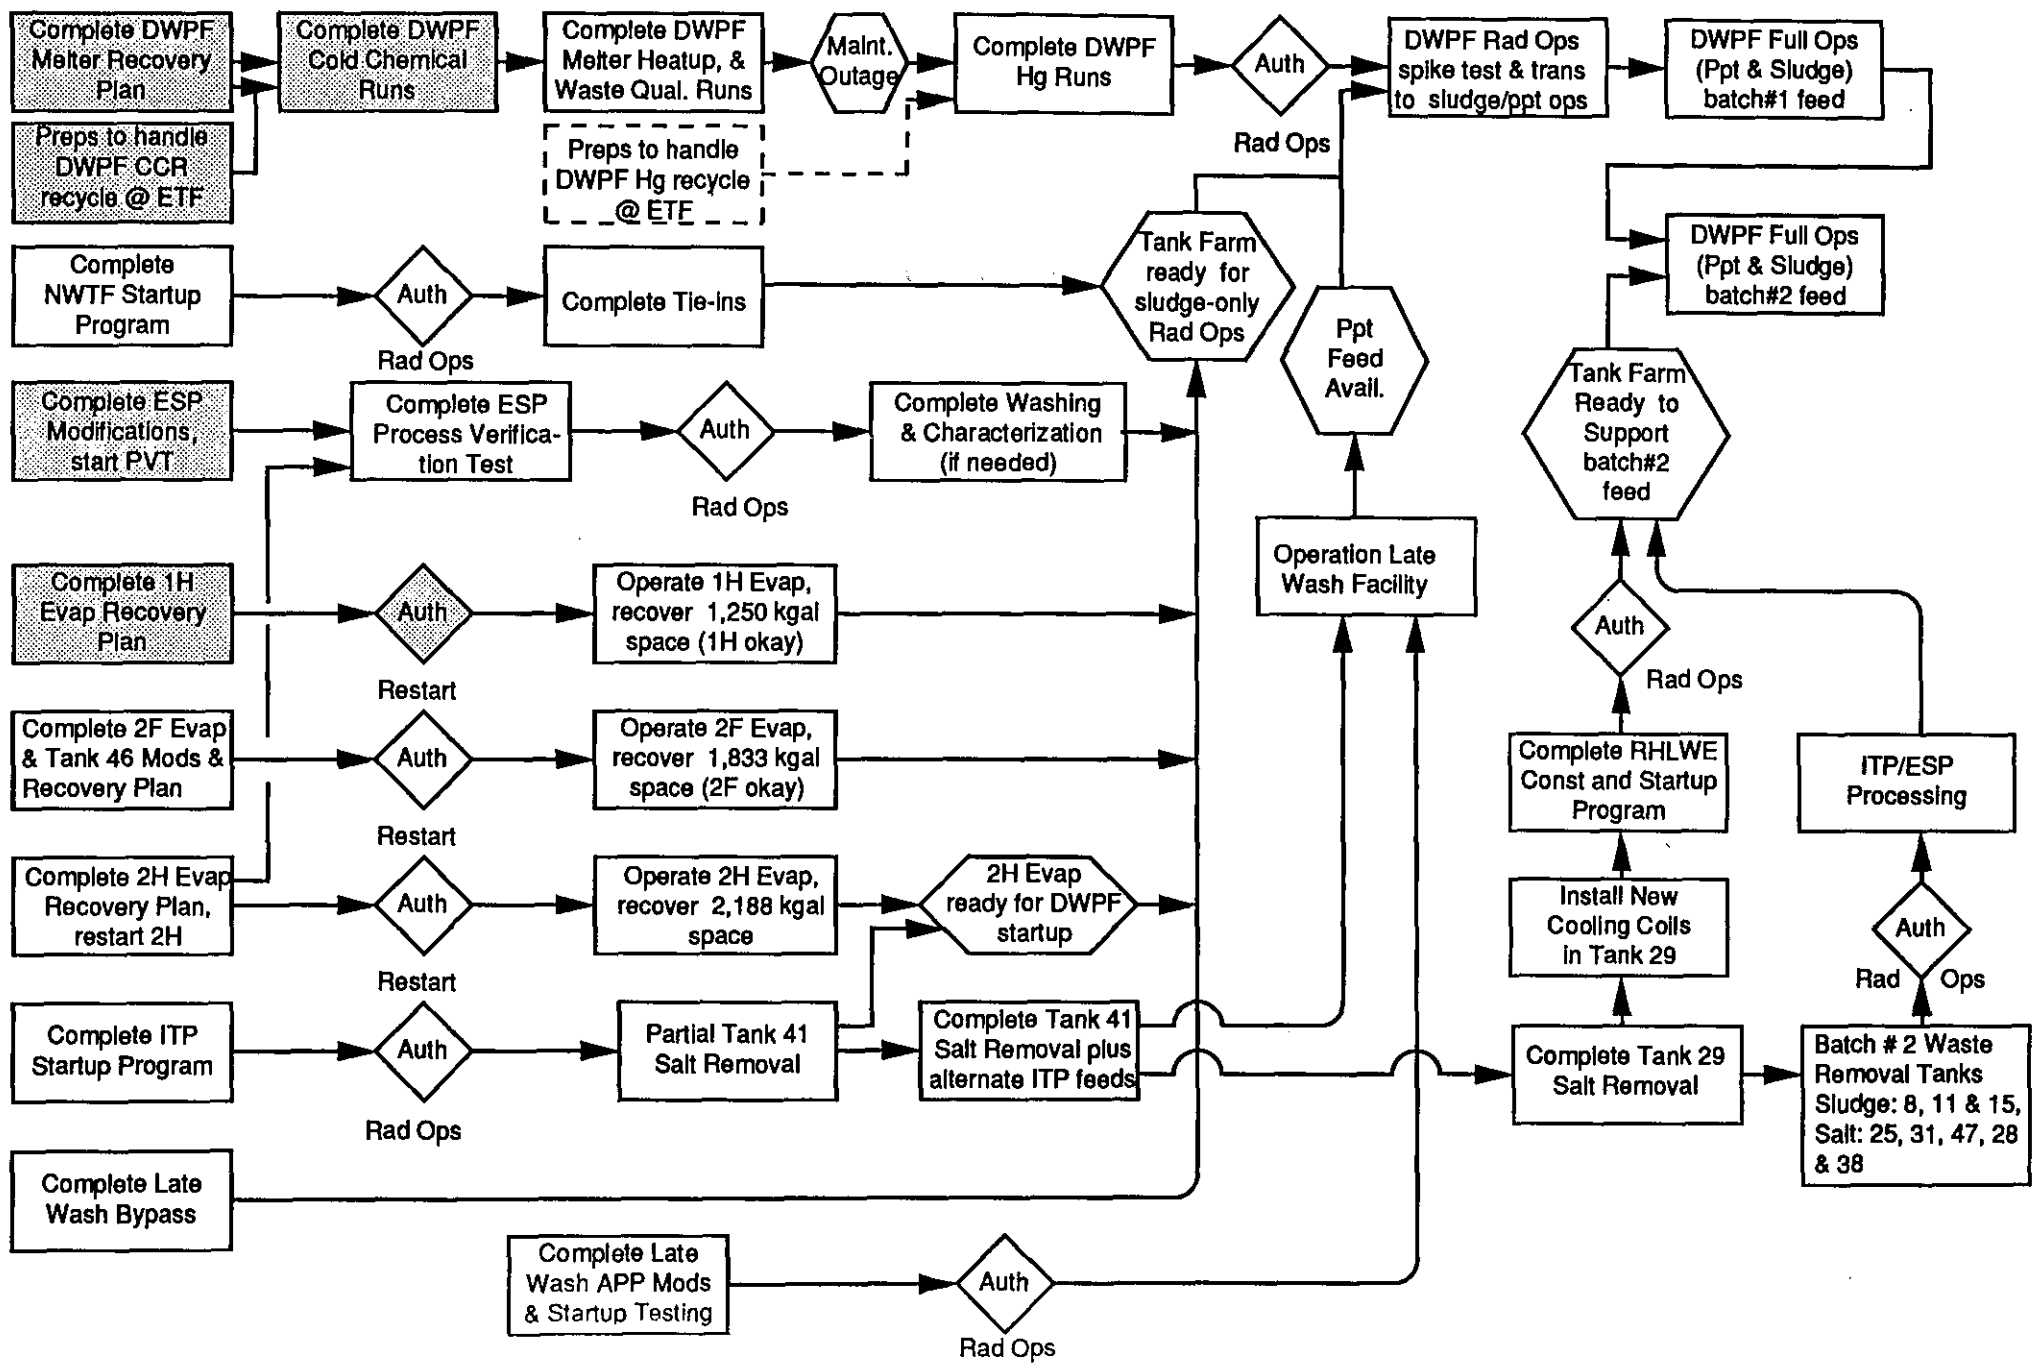 Complete DWPF
Melter Recovery
Plan
Complete DWPF
Cold Chemical
Runs
Complete DWPF
Melter Heatup, &
Waste Qual. Runs
Maint.
Outage
Complete DWPF
Hg Runs
Auth
Rad Ops
DWPF Rad Ops
spike test & trans
to sludge/ppt ops
DWPF Full Ops
(Ppt & Sludge)
batch#1 feed
Preps to handle
DWPF CCR
recycle @ ETF
Preps to handle
DWPF Hg recycle
@ ETF
DWPF Full Ops
(Ppt & Sludge)
batch#2 feed
Complete
NWTF Startup
Program
Auth
Rad Ops
Complete Tie-ins
Tank Farm
ready for
sludge-only
Rad Ops
Ppt
Feed
Avail.
Tank Farm
Ready to
Support
batch#2
feed
Complete ESP
Modifications,
start PVT
Complete ESP
Process Verifica-
tion Test
Auth
Rad Ops
Complete Washing
& Characterization
(if needed)
Operation Late
Wash Facility
Complete 1H
Evap Recovery
Plan
Auth
Restart
Operate 1H Evap,
recover 1,250 kgal
space (1H okay)
Auth
Rad Ops
Complete 2F Evap
& Tank 46 Mods &
Recovery Plan
Auth
Restart
Operate 2F Evap,
recover 1,833 kgal
space (2F okay)
Complete RHLWE
Const and Startup
Program
ITP/ESP
Processing
Complete 2H Evap
Recovery Plan,
restart 2H
Auth
Restart
Operate 2H Evap,
recover 2,188 kgal
space
2H Evap
ready for DWPF
startup
Install New
Cooling Coils
in Tank 29
Auth
Rad Ops
Complete ITP
Startup Program
Auth
Rad Ops
Partial Tank 41
Salt Removal
Complete Tank 41
Salt Removal plus
alternate ITP feeds
Complete Tank 29
Salt Removal
Batch # 2 Waste
Removal Tanks
Sludge: 8, 11 & 15,
Salt: 25, 31, 47, 28
& 38
Complete Late
Wash Bypass
Complete Late
Wash APP Mods
& Startup Testing
Auth
Rad Ops